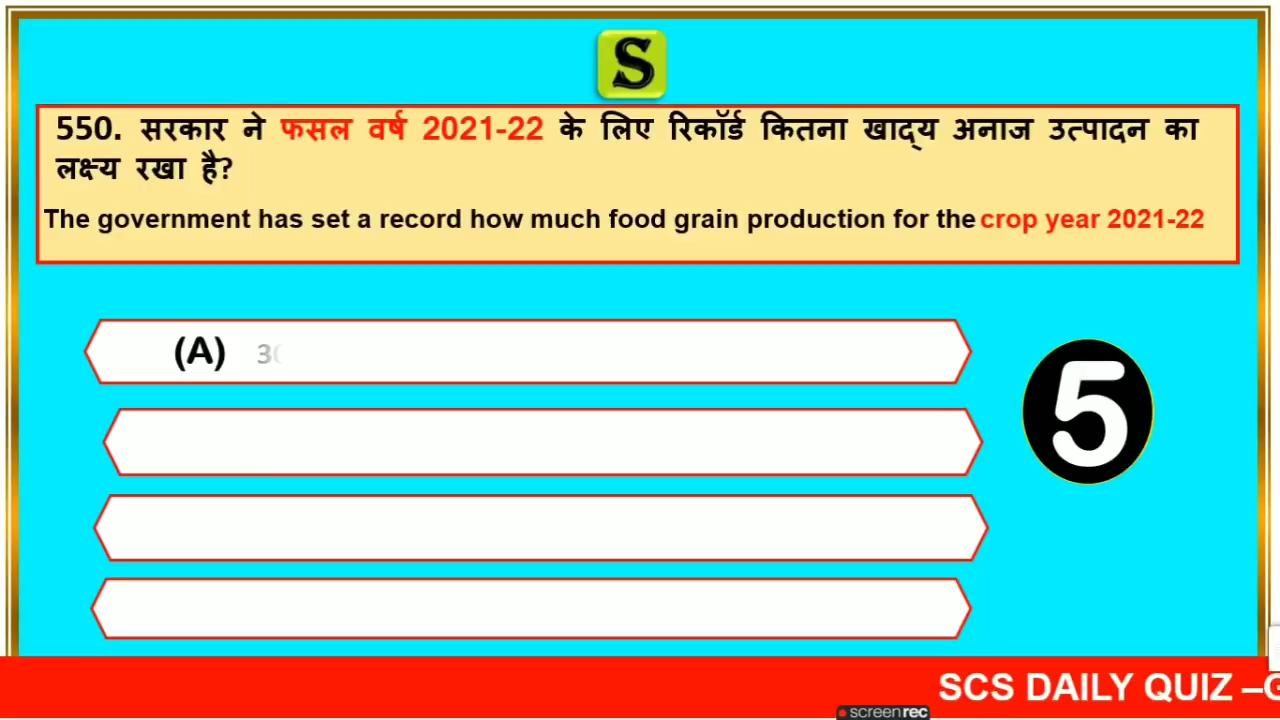 S
550. सरकार ने फसल वर्ष 2021-22 के लिए रिकॉर्ड कितना खाद्य अनाज उत्पादन का
लक्ष्य रखा है?
The government has set a record how much food grain production for the crop year 2021-22
(A) 30
5
SCS DAILY QUIZ –G
screenrec